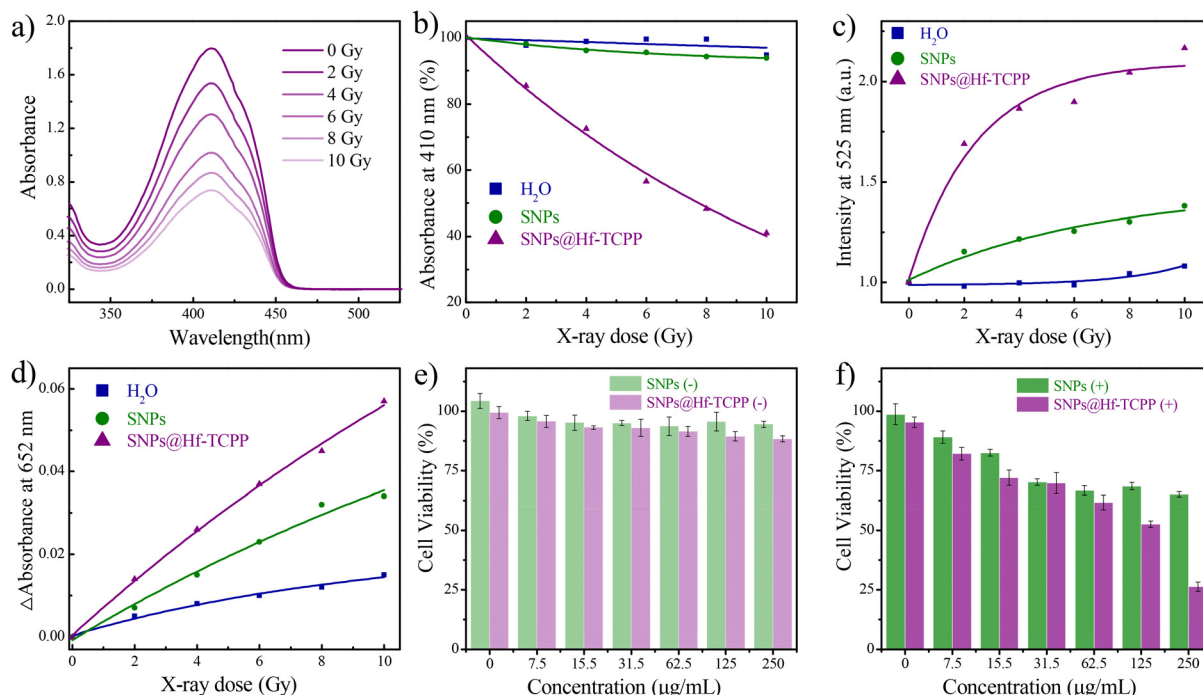 a)
2.0
1.6
1.2
0.8
0.4
0.0
Absorbance
350
400
450
500
Wavelength(nm)
0 Gy
2 Gy
4 Gy
6 Gy
8 Gy
10 Gy
b)
100
80
60
40
20
Absorbance at 410 nm (%)
0
2
4
6
8
10
X-ray dose (Gy)
H₂O
SNPs
SNPs@Hf-TCPP
c)
2.0
1.5
1.0
Intensity at 525 nm (a.u.)
0
2
4
6
8
10
X-ray dose (Gy)
H₂O
SNPs
SNPs@Hf-TCPP
d)
0.06
0.04
0.02
0.00
△Absorbance at 652 nm
0
2
4
6
8
10
X-ray dose (Gy)
H₂O
SNPs
SNPs@Hf-TCPP
e)
100
75
50
25
0
Cell Viability (%)
0
7.5
15.5
31.5
62.5
125
250
Concentration (μg/mL)
SNPs (-)
SNPs@Hf-TCPP (-)
f)
100
75
50
25
0
Cell Viability (%)
0
7.5
15.5
31.5
62.5
125
250
Concentration (μg/mL)
SNPs (+)
SNPs@Hf-TCPP (+)